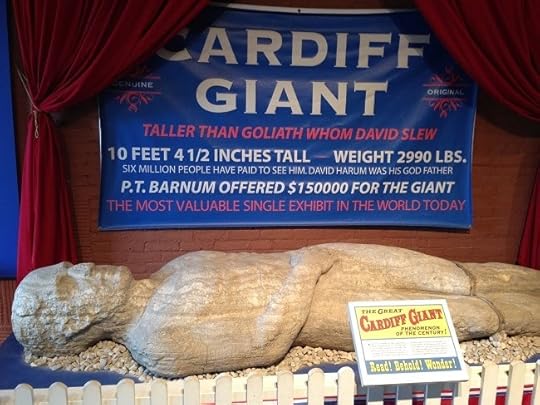 CARDIFF
GENUINE
GIANT
ORIGINAL
TALLER THAN GOLIATH WHOM DAVID SLEW
10 FEET 4 1/2 INCHES TALL — WEIGHT 2990 LBS.
SIX MILLION PEOPLE HAVE PAID TO SEE HIM. DAVID HARUM WAS HIS GOD FATHER
P.T. BARNUM OFFERED $150000 FOR THE GIANT
THE MOST VALUABLE SINGLE EXHIBIT IN THE WORLD TODAY
THE GREAT
CARDIFF GIANT
PHENOMENON
OF THE CENTURY!
Read! Behold! Wonder!